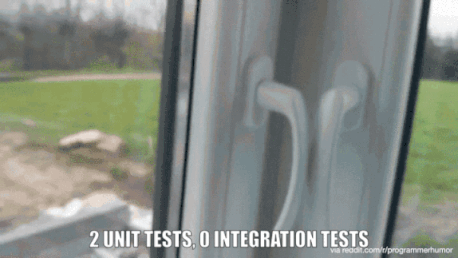 2 UNIT TESTS, 0 INTEGRATION TESTS
via reddit.com/r/programmerhumor